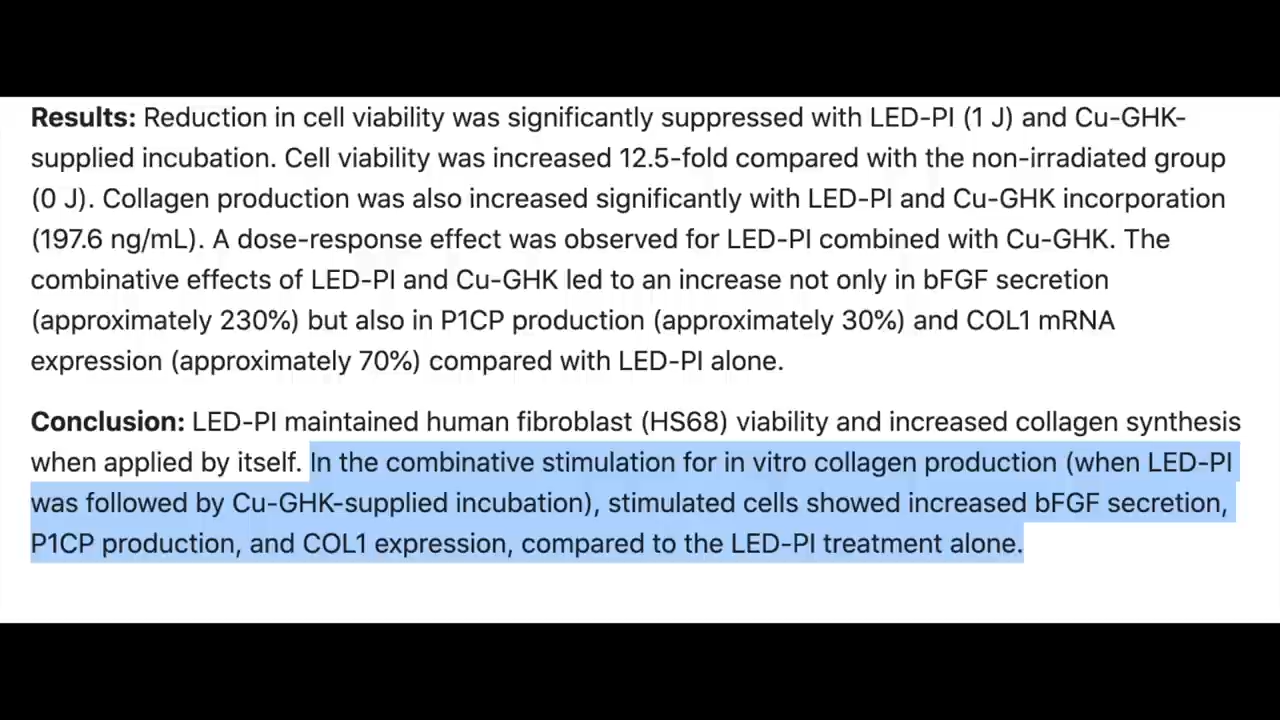 Results: Reduction in cell viability was significantly suppressed with LED-PI (1 J) and Cu-GHK-
supplied incubation. Cell viability was increased 12.5-fold compared with the non-irradiated group
(0 J). Collagen production was also increased significantly with LED-PI and Cu-GHK incorporation
(197.6 ng/mL). A dose-response effect was observed for LED-PI combined with Cu-GHK. The
combinative effects of LED-PI and Cu-GHK led to an increase not only in bFGF secretion
(approximately 230%) but also in P1CP production (approximately 30%) and COL1 mRNA
expression (approximately 70%) compared with LED-PI alone.
Conclusion: LED-PI maintained human fibroblast (HS68) viability and increased collagen synthesis
when applied by itself. In the combinative stimulation for in vitro collagen production (when LED-PI
was followed by Cu-GHK-supplied incubation), stimulated cells showed increased bFGF secretion,
P1CP production, and COL1 expression, compared to the LED-PI treatment alone.